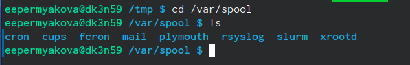 eepermyakova@dk3n59 /tmp $ cd /var/spool
eepermyakova@dk3n59 /var/spool $ ls
cron cups fcron mail plymouth rsyslog slurm xrootd
eepermyakova@dk3n59 /var/spool $